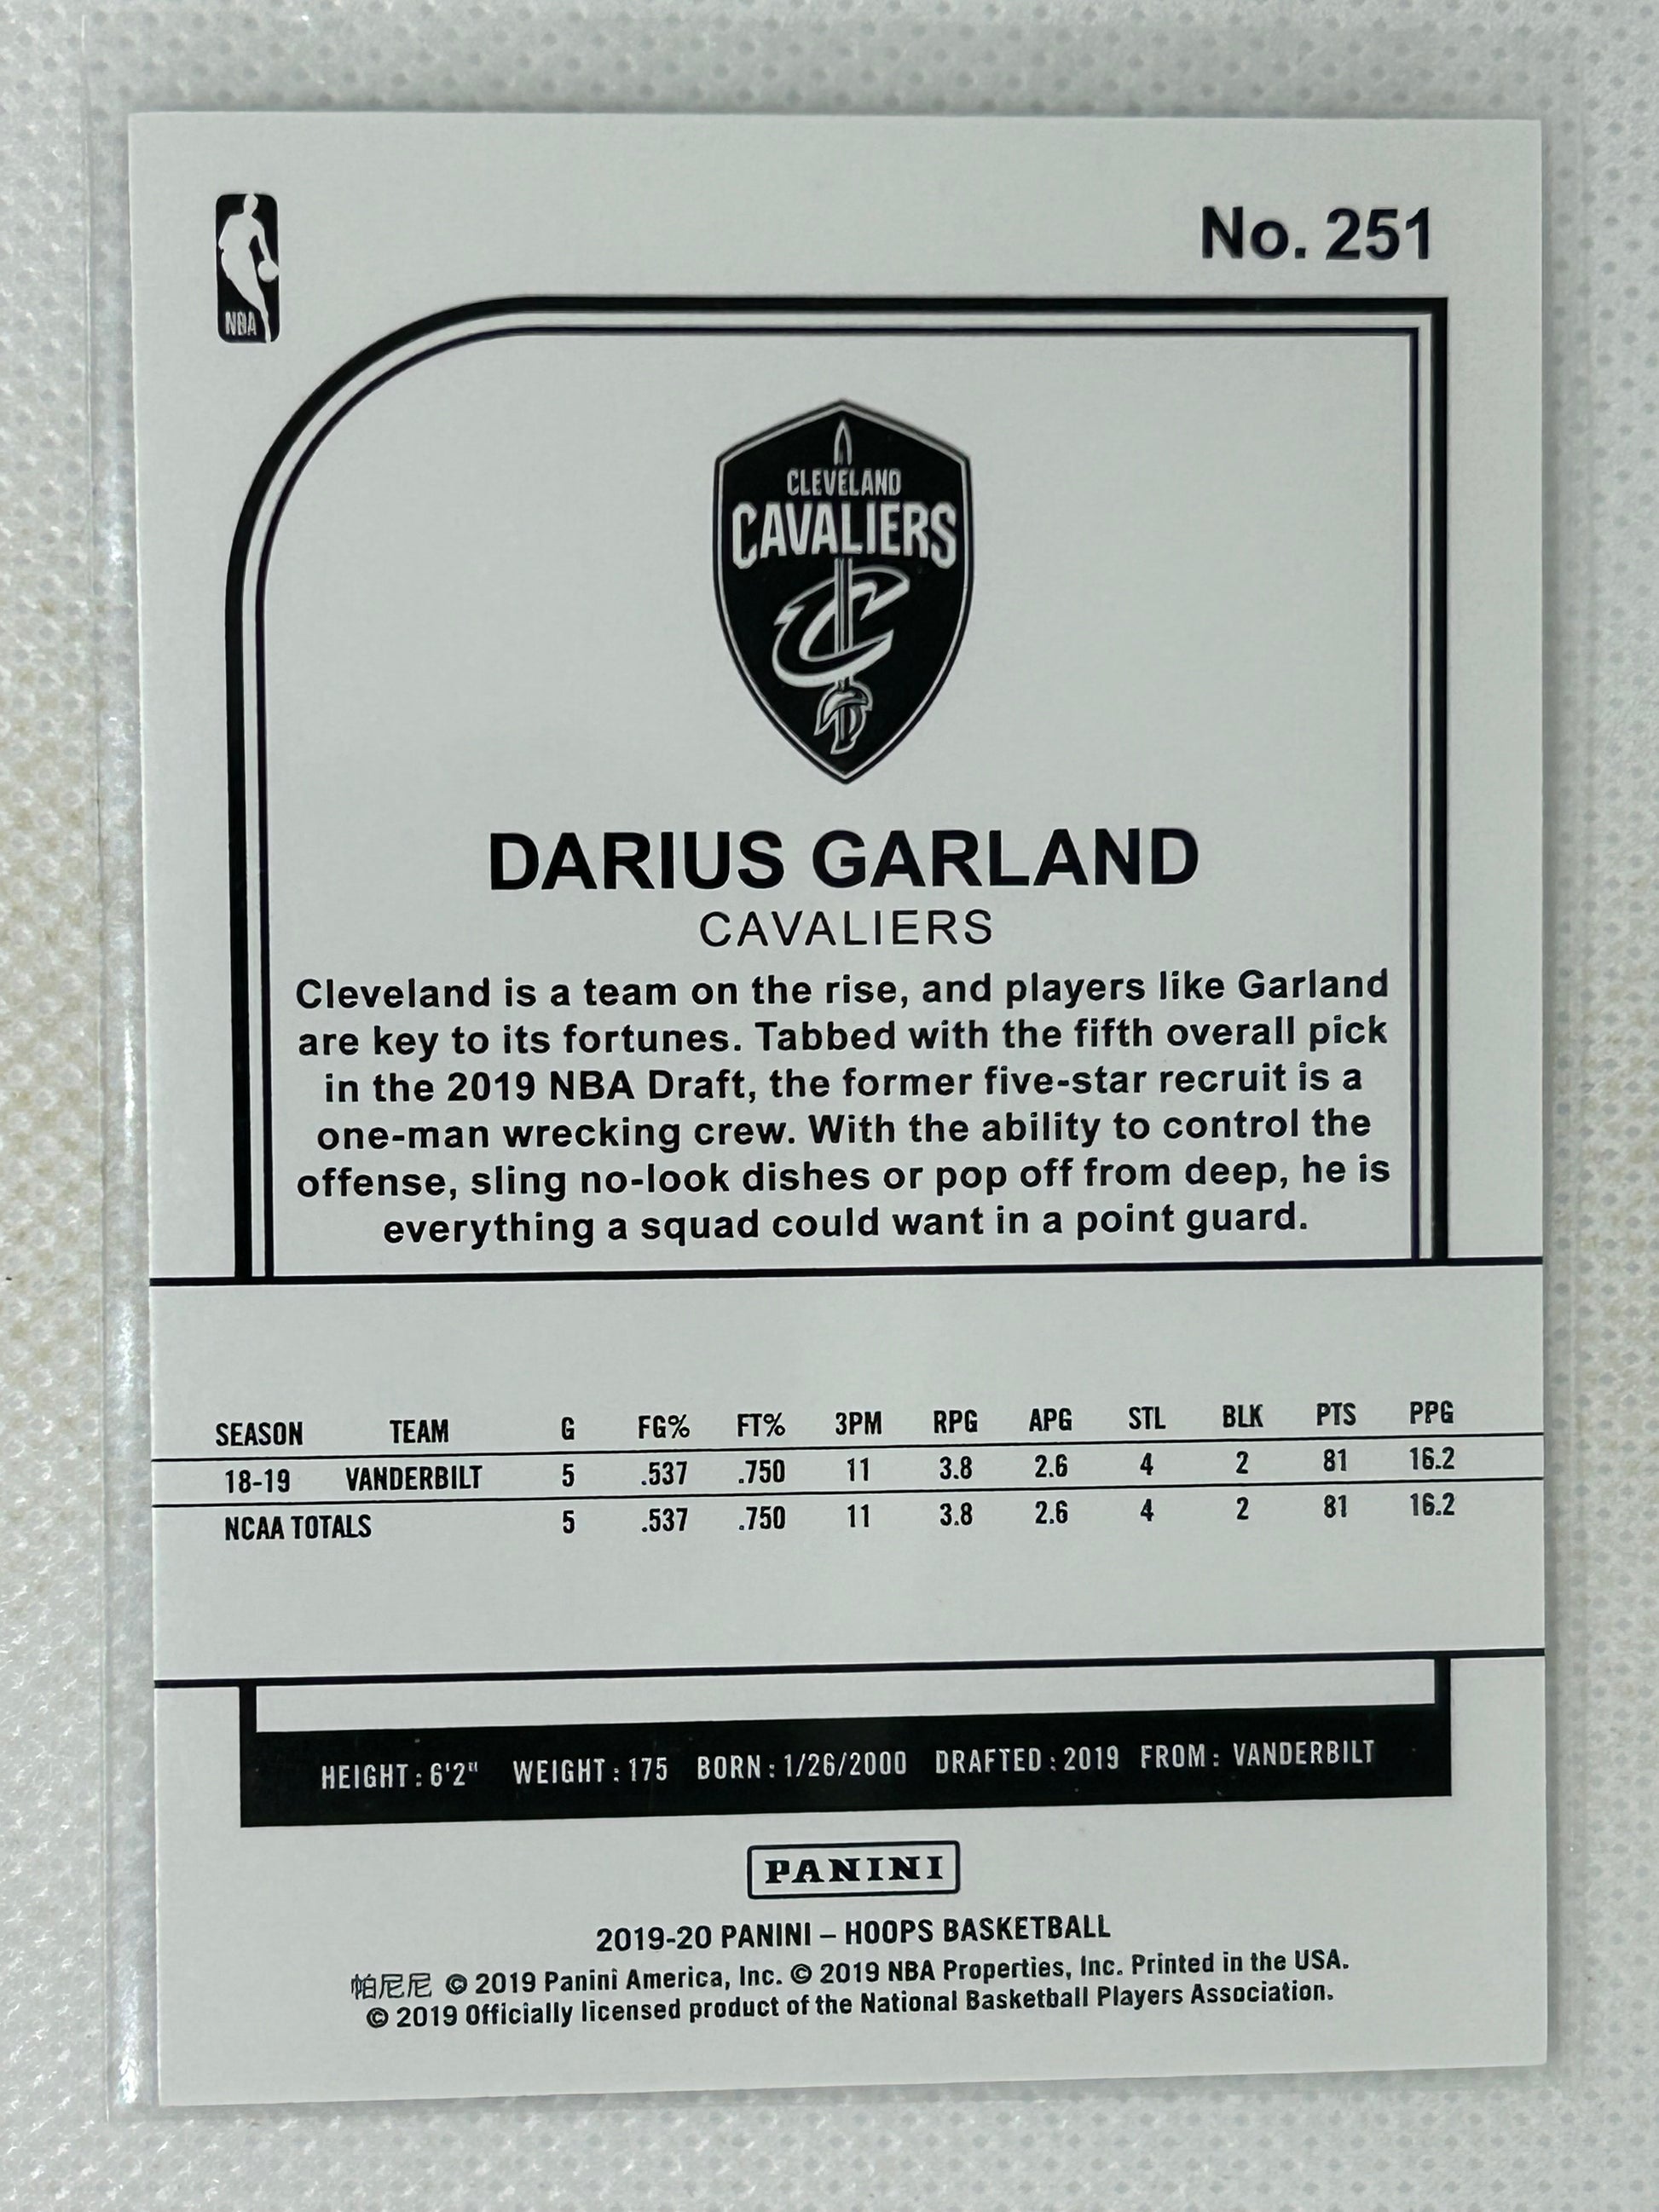 NBA
No. 251
CLEVELAND
CAVALIERS
C
DARIUS GARLAND
CAVALIERS
Cleveland is a team on the rise, and players like Garland
are key to its fortunes. Tabbed with the fifth overall pick
in the 2019 NBA Draft, the former five-star recruit is a
one-man wrecking crew. With the ability to control the
offense, sling no-look dishes or pop off from deep, he is
everything a squad could want in a point guard.
SEASON TEAM G FG% FT% 3PM RPG APG STL BLK PTS PPG
18-19 VANDERBILT 5 .537 .750 11 3.8 2.6 4 2 81 16.2
NCAA TOTALS 5 .537 .750 11 3.8 2.6 4 2 81 16.2
HEIGHT: 6'2" WEIGHT: 175 BORN: 1/26/2000 DRAFTED: 2019 FROM: VANDERBILT
PANINI
2019-20 PANINI – HOOPS BASKETBALL
帕尼尼 © 2019 Panini America, Inc. © 2019 NBA Properties, Inc. Printed in the USA.
© 2019 Officially licensed product of the National Basketball Players Association.